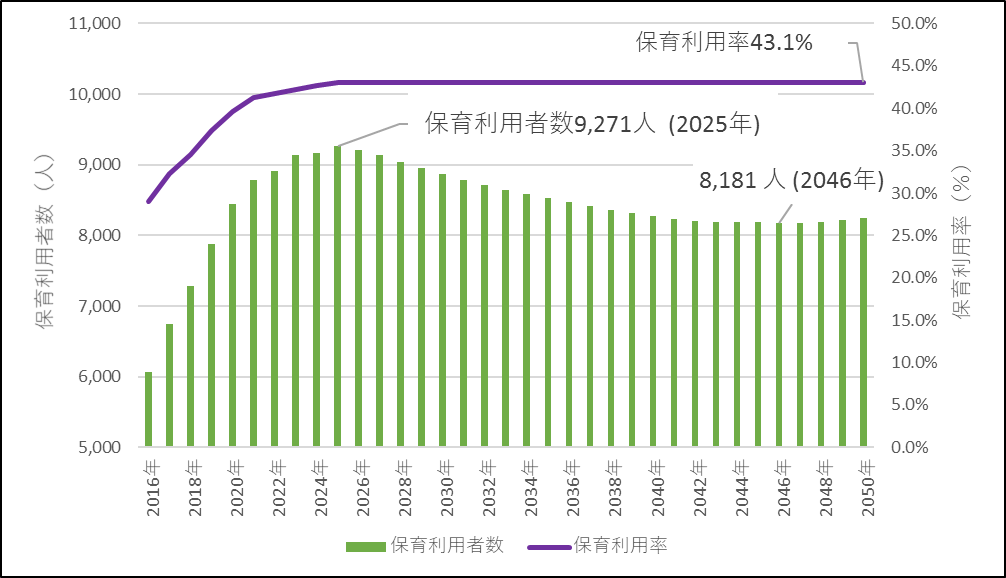 11,000
10,000
9,000
8,000
7,000
6,000
5,000
保育利用者数（人）
50.0%
45.0%
40.0%
35.0%
30.0%
25.0%
20.0%
15.0%
10.0%
5.0%
0.0%
保育利用率（%）
保育利用率43.1%
保育利用者数9,271人 (2025年)
8,181 人 (2046年)
2016年
2018年
2020年
2022年
2024年
2026年
2028年
2030年
2032年
2034年
2036年
2038年
2040年
2042年
2044年
2046年
2048年
2050年
保育利用者数
保育利用率